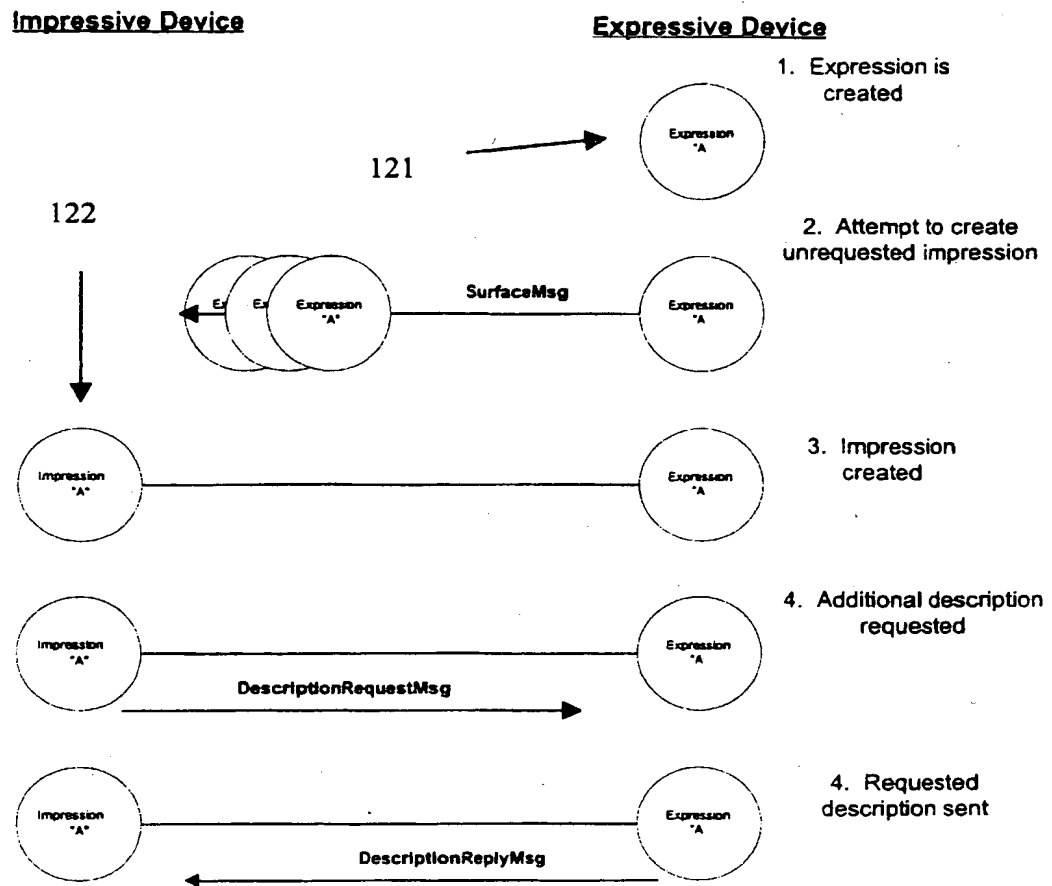 Impressive Device
Expressive Device
1. Expression is
created
Expression
"A
121
122
2. Attempt to create
unrequested impression
Ex
Ex
Expression
"A"
SurfaceMsg
Expression
"A
3. Impression
created
Impression
"A"
Expression
"A
4. Additional description
requested
Impression
"A"
Expression
"A
DescriptionRequestMsg
4. Requested
description sent
Impression
"A"
Expression
"A
DescriptionReplyMsg